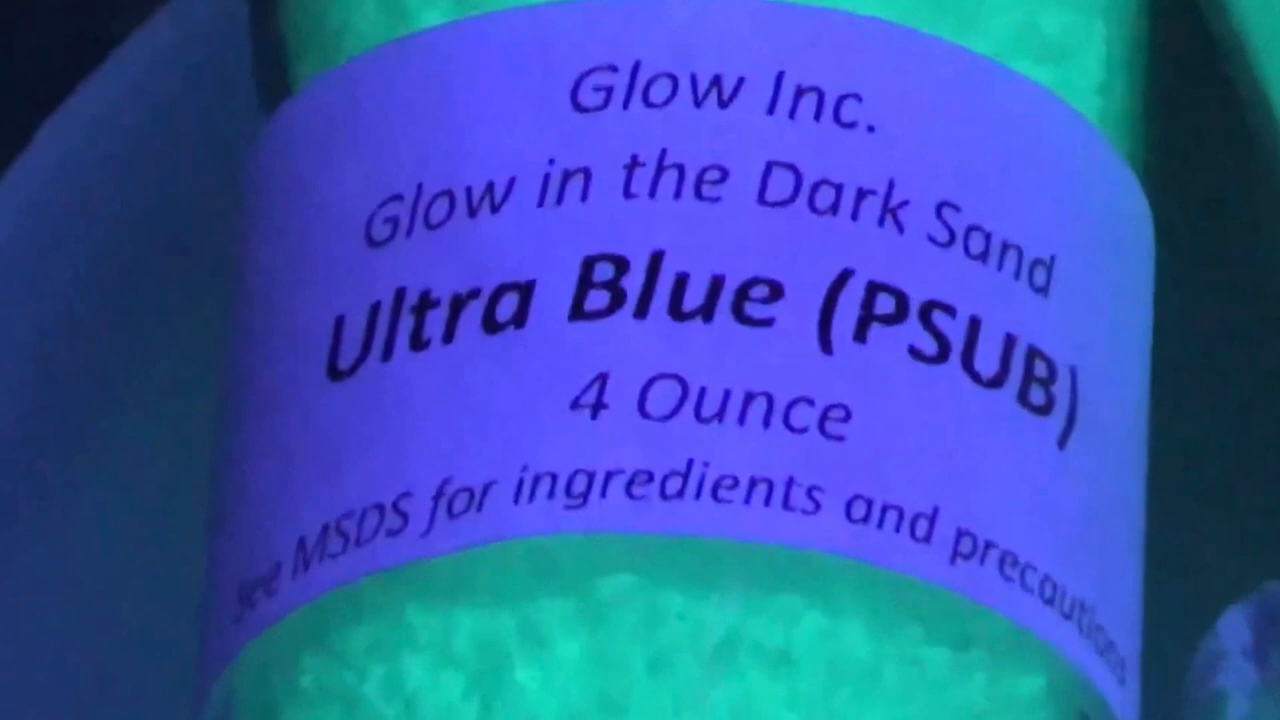 Glow Inc.
Glow in the Dark Sand
Ultra Blue (PSUB)
4 Ounce
see MSDS for ingredients and precautions